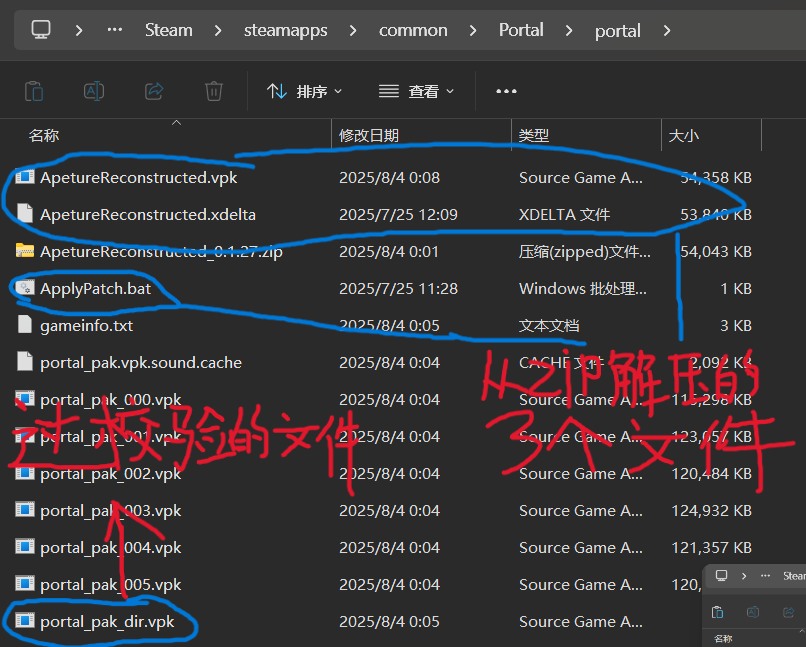 Steam > steamapps > common > Portal > portal >
排序 查看
名称 修改日期 类型 大小
ApetureReconstructed.vpk 2025/8/4 0:08 Source Game A... 54,358 KB
ApetureReconstructed.xdelta 2025/7/25 12:09 XDELTA 文件 53,840 KB
ApetureReconstructed_0.1.27.zip 2025/8/4 0:01 压缩(zipped)文件... 54,043 KB
ApplyPatch.bat 2025/7/25 11:28 Windows 批处理... 1 KB
gameinfo.txt 2025/8/4 0:05 文本文档 3 KB
portal_pak.vpk.sound.cache 2025/8/4 0:04 CACHE 文件 2,092 KB
从zip解压的
portal_pak_000.vpk 2025/8/4 0:04 Source Game A... 113,298 KB
过校验的文件
3个文件
portal_pak_001.vpk 2025/8/4 0:04 Source Game A... 123,057 KB
portal_pak_002.vpk 2025/8/4 0:04 Source Game A... 120,484 KB
portal_pak_003.vpk 2025/8/4 0:04 Source Game A... 124,932 KB
portal_pak_004.vpk 2025/8/4 0:04 Source Game A... 121,357 KB
portal_pak_005.vpk 2025/8/4 0:04 Source Game A... 120,
portal_pak_dir.vpk 2025/8/4 0:05 Source Game A...
Stear
名称